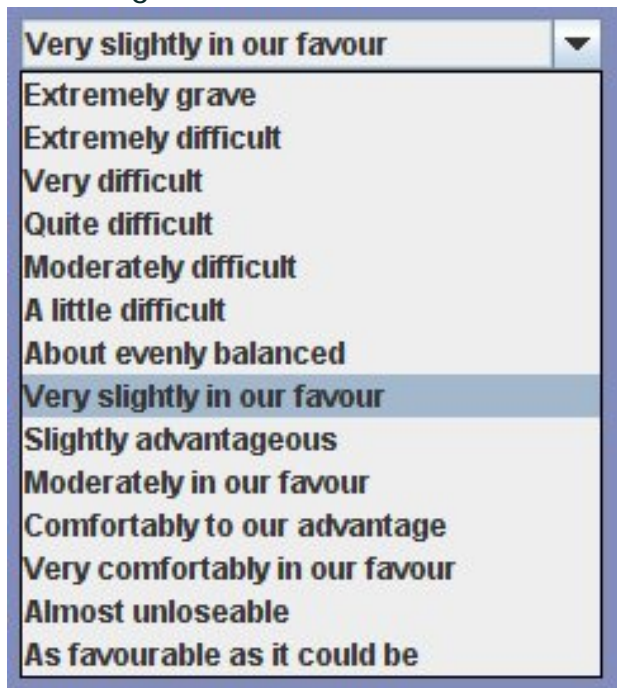 Very slightly in our favour
Extremely grave
Extremely difficult
Very difficult
Quite difficult
Moderately difficult
A little difficult
About evenly balanced
Very slightly in our favour
Slightly advantageous
Moderately in our favour
Comfortably to our advantage
Very comfortably in our favour
Almost unloseable
As favourable as it could be